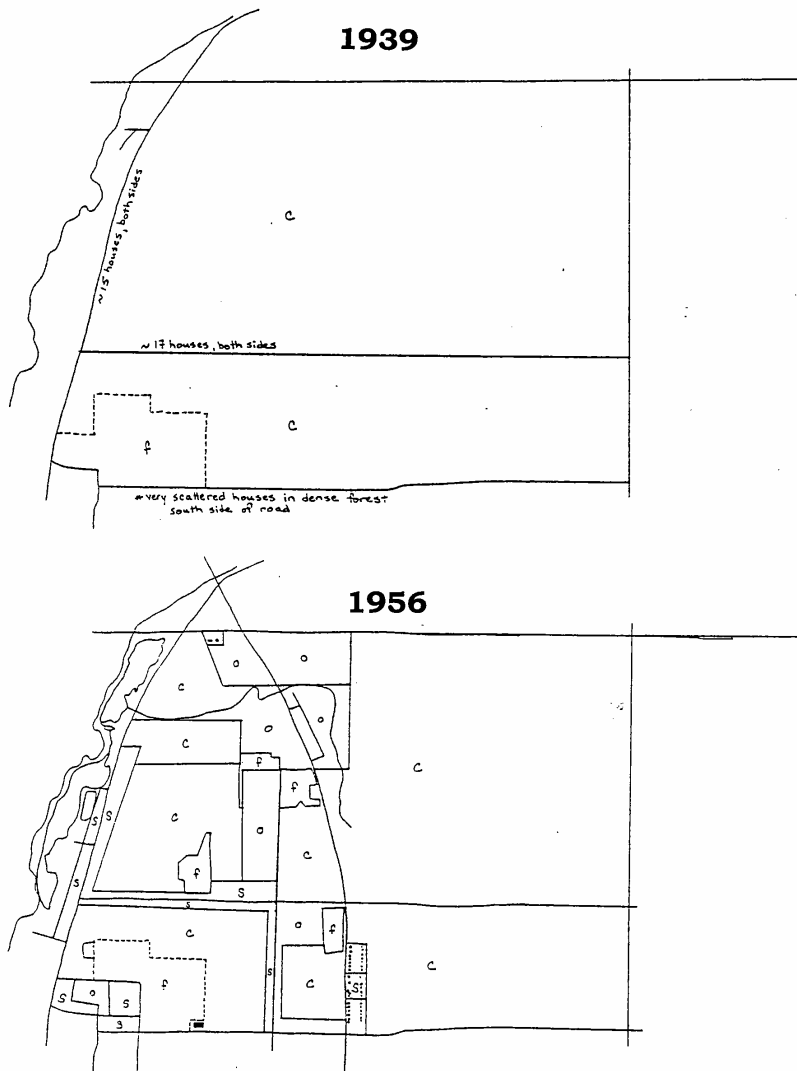 1939
C
~15 houses, both sides
~17 houses, both sides
C
f
* very scattered houses in dense forest
south side of road
1956
o
o
C
o
o
C
f
C
f
S
S
C
o
C
f
S
S
S
C
o
f
C
S
f
C
S
S
o
S
3